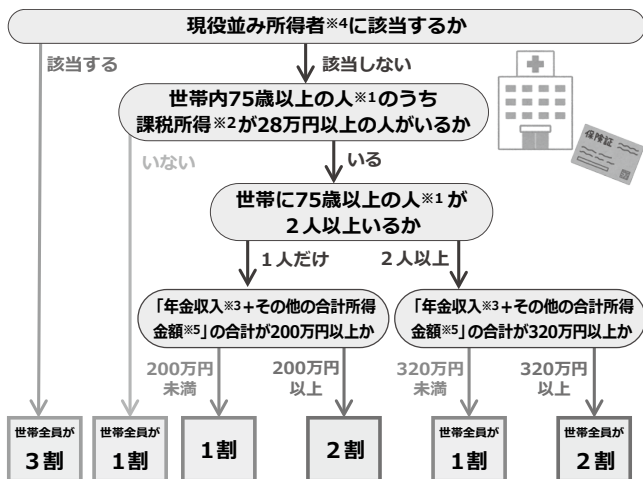 現役並み所得者※4に該当するか
該当する
該当しない
世帯内75歳以上の人※1のうち
課税所得※2が28万円以上の人がいるか
保険証
いない
いる
世帯に75歳以上の人※1が
２人以上いるか
１人だけ
２人以上
「年金収入※3+その他の合計所得
金額※5」の合計が200万円以上か
「年金収入※3+その他の合計所得
金額※5」の合計が320万円以上か
200万円
未満
200万円
以上
320万円
未満
320万円
以上
世帯全員が
３割
世帯全員が
１割
１割
２割
世帯全員が
１割
世帯全員が
２割